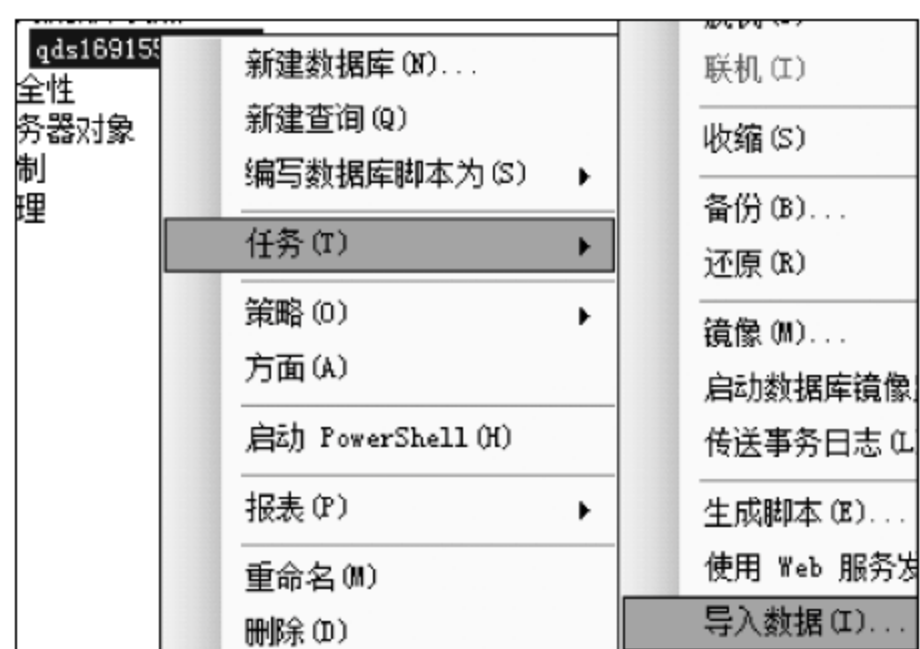 qds16915
全性
务器对象
制
理
新建数据库(N)...
新建查询(Q)
编写数据库脚本为(S)
任务(T)
策略(O)
方面(A)
启动 PowerShell(H)
报表(P)
重命名(M)
删除(D)
联机(I)
收缩(S)
备份(B)...
还原(R)
镜像(M)...
启动数据库镜像
传送事务日志(L
生成脚本(E)...
使用 Web 服务发
导入数据(I)...